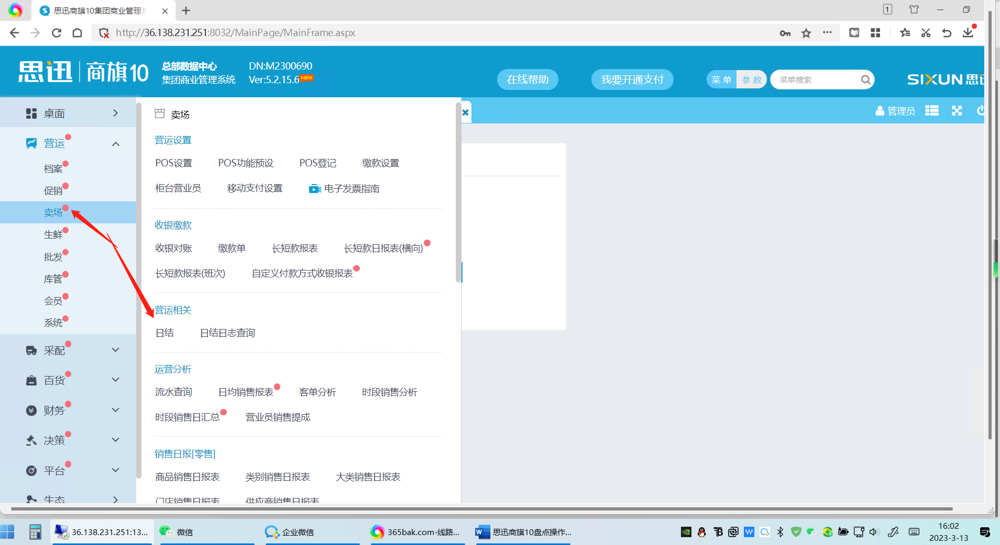 思迅商旗10集团商业管理系
1
http://36.138.231.251:8032/MainPage/MainFrame.aspx
思迅 商旗10
总部数据中心
集团商业管理系统
DN:M2300690
Ver:5.2.15.6 NEW
在线帮助
我要开通支付
菜单
参数
菜单搜索
SIXUN 思迅
管理员
桌面
营运
档案
促销
卖场
生鲜
批发
库管
会员
系统
采配
百货
财务
决策
平台
生态
卖场
营运设置
POS设置 POS功能预设 POS登记 缴款设置
柜台营业员 移动支付设置 电子发票指南
收银缴款
收银对账 缴款单 长短款报表 长短款日报表(横向)
长短款报表(班次) 自定义付款方式收银报表
营运相关
日结 日结日志查询
运营分析
流水查询 日均销售报表 客单分析 时段销售分析
时段销售日汇总 营业员销售提成
销售日报[零售]
商品销售日报表 类别销售日报表 大类销售日报表
门店销售日报表 供应商销售日报表
36.138.231.251:13...
微信
企业微信
365bak.com-线路...
思迅商旗10盘点操作...
16:02
2023-3-13